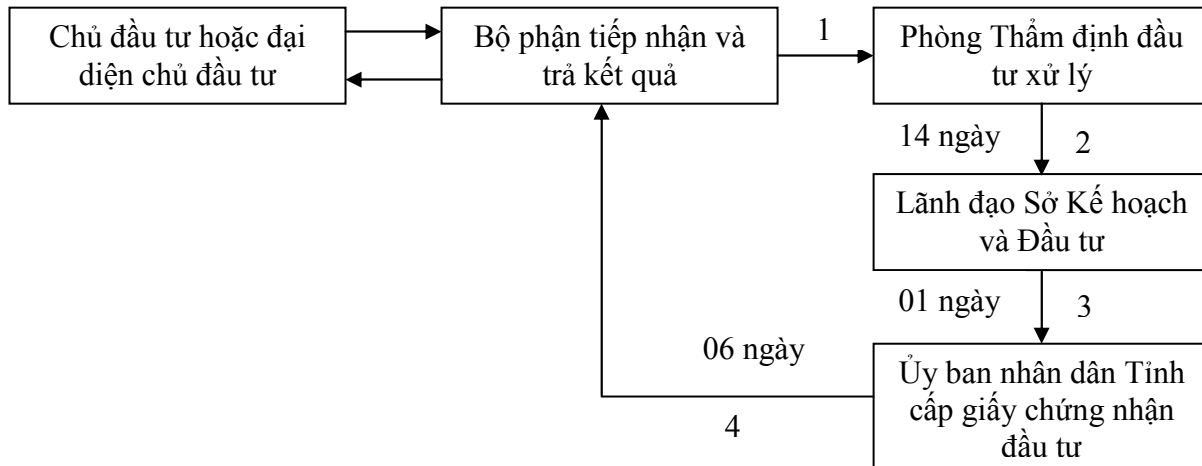 Chủ đầu tư hoặc đại
diện chủ đầu tư
Bộ phận tiếp nhận và
trả kết quả
1
Phòng Thẩm định đầu
tư xử lý
14 ngày
2
Lãnh đạo Sở Kế hoạch
và Đầu tư
01 ngày
3
06 ngày
4
Ủy ban nhân dân Tỉnh
cấp giấy chứng nhận
đầu tư